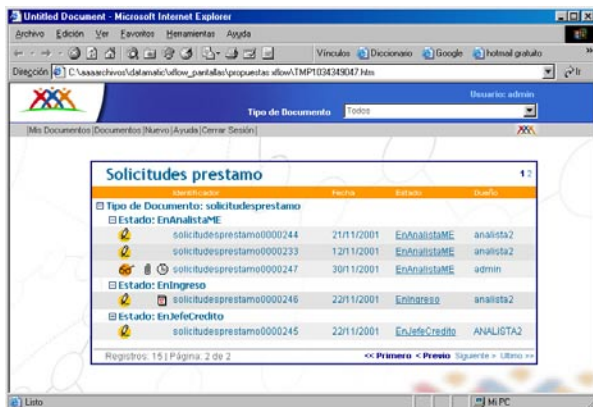 Untitled Document - Microsoft Internet Explorer
Archivo Edición Ver Favoritos Herramientas Ayuda
Vínculos Diccionario Google hotmail gratuito
Dirección C:\aaaarchivos\datamatic\xflow_pantallas\propuestas xflow\TMP1034349047.htm Ir
Usuario: admin
Tipo de Documento Todos
|Mis Documentos|Documentos|Nuevo|Ayuda|Cerrar Sesión|
Solicitudes prestamo 1 2
Identificador Fecha Estado Dueño
Tipo de Documento: solicitudesprestamo
Estado: EnAnalistaME
solicitudesprestamo0000244 21/11/2001 EnAnalistaME analista2
solicitudesprestamo0000233 12/11/2001 EnAnalistaME analista2
solicitudesprestamo0000247 30/11/2001 EnAnalistaME admin
Estado: EnIngreso
solicitudesprestamo0000246 22/11/2001 EnIngreso analista2
Estado: EnJefeCredito
solicitudesprestamo0000245 22/11/2001 EnJefeCredito ANALISTA2
Registros: 15 | Página: 2 de 2 << Primero < Previo Siguiente > Ultimo >>
Listo Mi PC